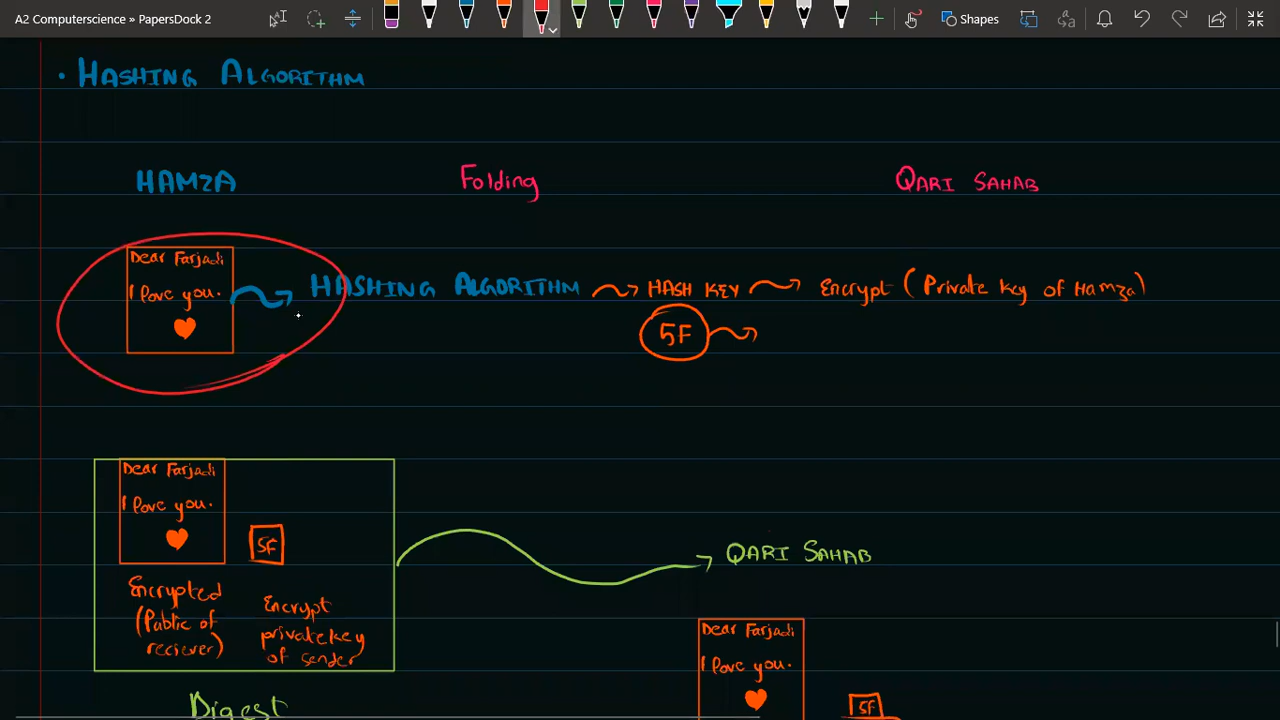 A2 Computerscience » PapersDock 2
Shapes
• HASHING ALGORITHM
HAMZA
Folding
QARI SAHAB
Dear Farjadi
I love you.
HASHING ALGORITHM
HASH KEY
Encrypt (Private key of Hamza)
5F
Dear Farjadi
I love you.
5F
QARI SAHAB
Encrypted
(Public of
reciever)
Encrypt
private key
of sender
Dear Farjadi
I love you.
5F
Digest